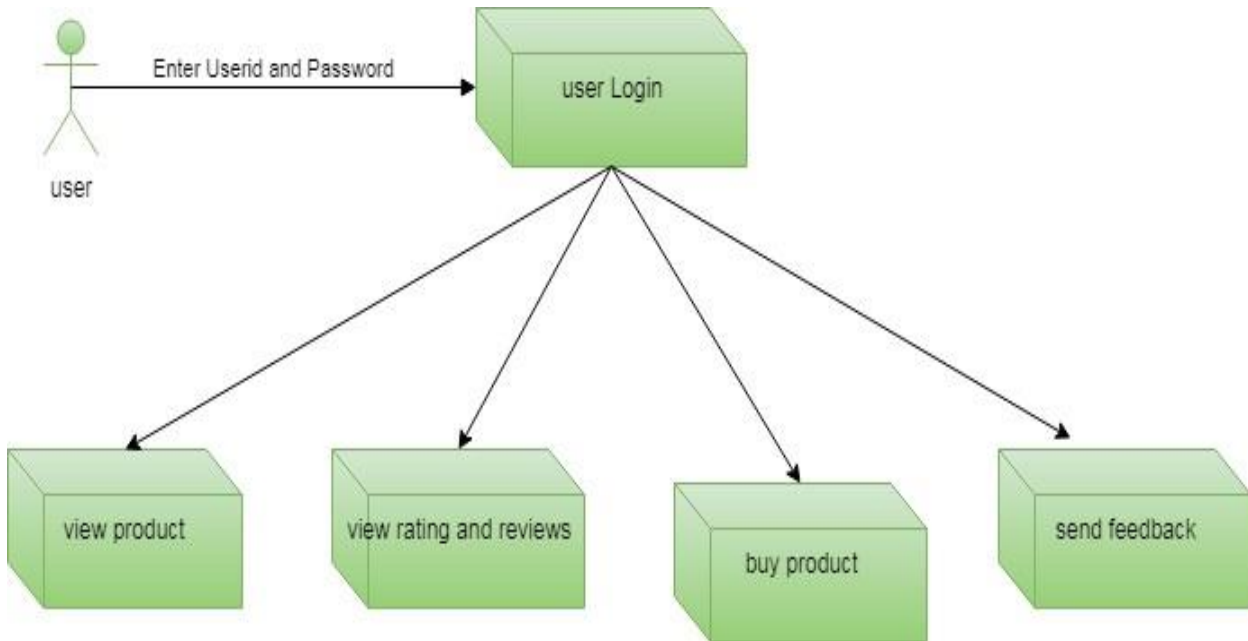 Enter Userid and Password
user Login
user
view product
view rating and reviews
buy product
send feedback